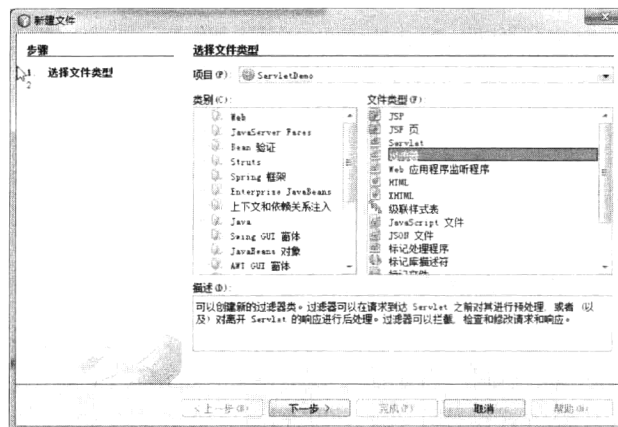 新建文件
步骤
选择文件类型
1. 选择文件类型
2
项目(P): ServletDemo
类别(C):
文件类型(F):
Web
JavaServer Faces
Bean 验证
Struts
Spring 框架
Enterprise JavaBeans
上下文和依赖关系注入
Java
Swing GUI 窗体
JavaBeans 对象
AWT GUI 窗体
JSP
JSF 页
Servlet
Web 应用程序监听程序
HTML
XHTML
级联样式表
JavaScript 文件
JSON 文件
标记处理程序
标记库描述符
标记文件
描述(D):
可以创建新的过滤器类。过滤器可以在请求到达 Servlet 之前对其进行预处理, 或者 (以
及) 对离开 Servlet 的响应进行后处理。过滤器可以拦截, 检查和修改请求和响应。
< 上一步(B)
下一步 >
完成(F)
取消
帮助(H)